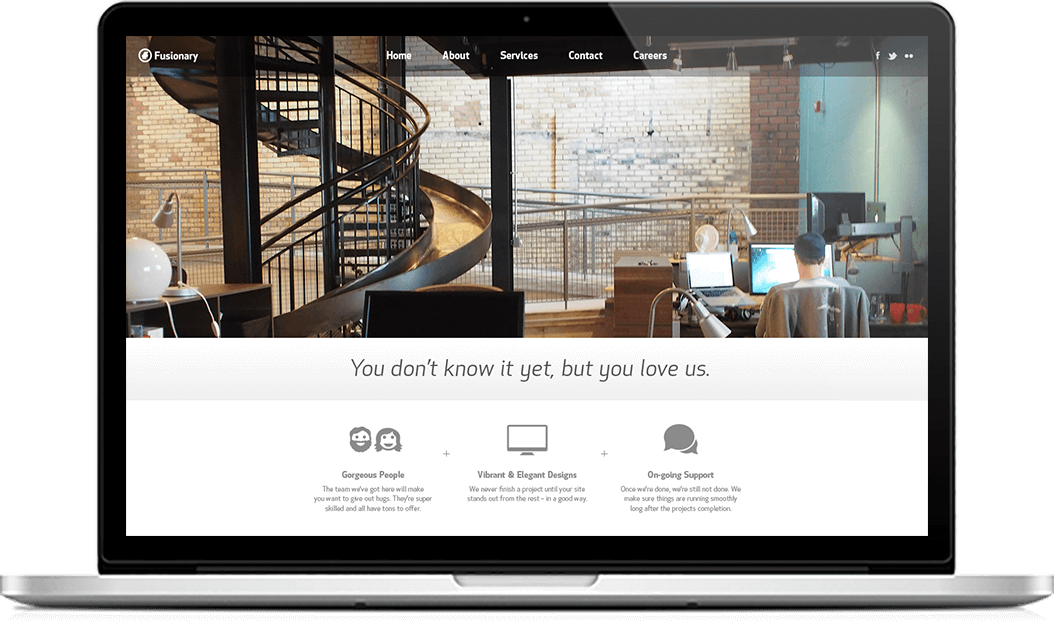 Fusionary Home About Services Contact Careers
You don't know it yet, but you love us.
Gorgeous People
The team we've got here will make
you want to give out hugs. They're super
skilled and all have tons to offer.
+
Vibrant & Elegant Designs
We never finish a project until your site
stands out from the rest – in a good way.
+
On-going Support
Once we're done, we're still not done. We
make sure things are running smoothly
long after the projects completion.